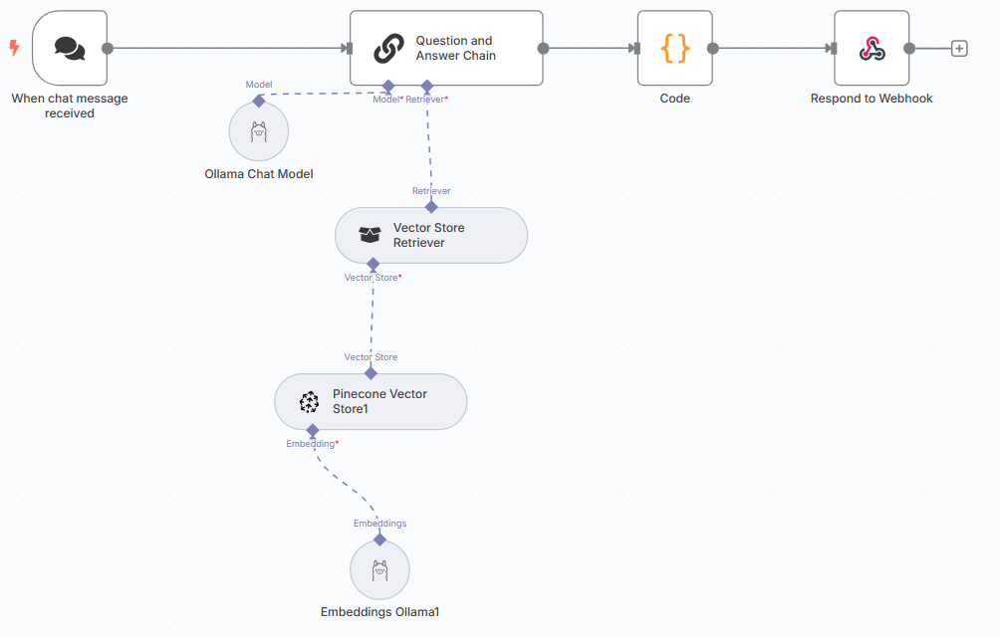 When chat message
received
Question and
Answer Chain
Code
Respond to Webhook
Model
Model*
Retriever*
Ollama Chat Model
Retriever
Vector Store
Retriever
Vector Store*
Vector Store
Pinecone Vector
Store1
Embedding*
Embeddings
Embeddings Ollama1